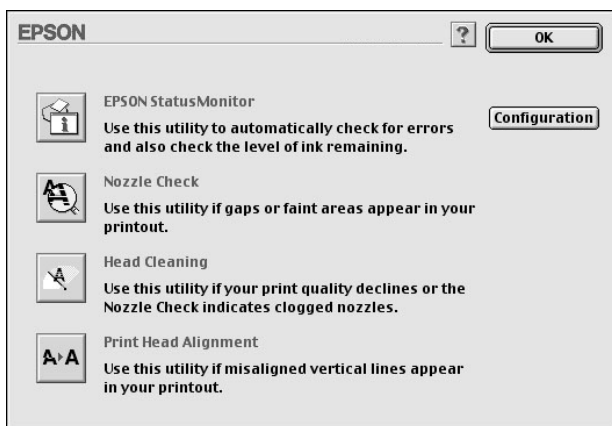 EPSON
?
OK
EPSON StatusMonitor
Use this utility to automatically check for errors
and also check the level of ink remaining.
Configuration
Nozzle Check
Use this utility if gaps or faint areas appear in your
printout.
Head Cleaning
Use this utility if your print quality declines or the
Nozzle Check indicates clogged nozzles.
A A
Print Head Alignment
Use this utility if misaligned vertical lines appear
in your printout.